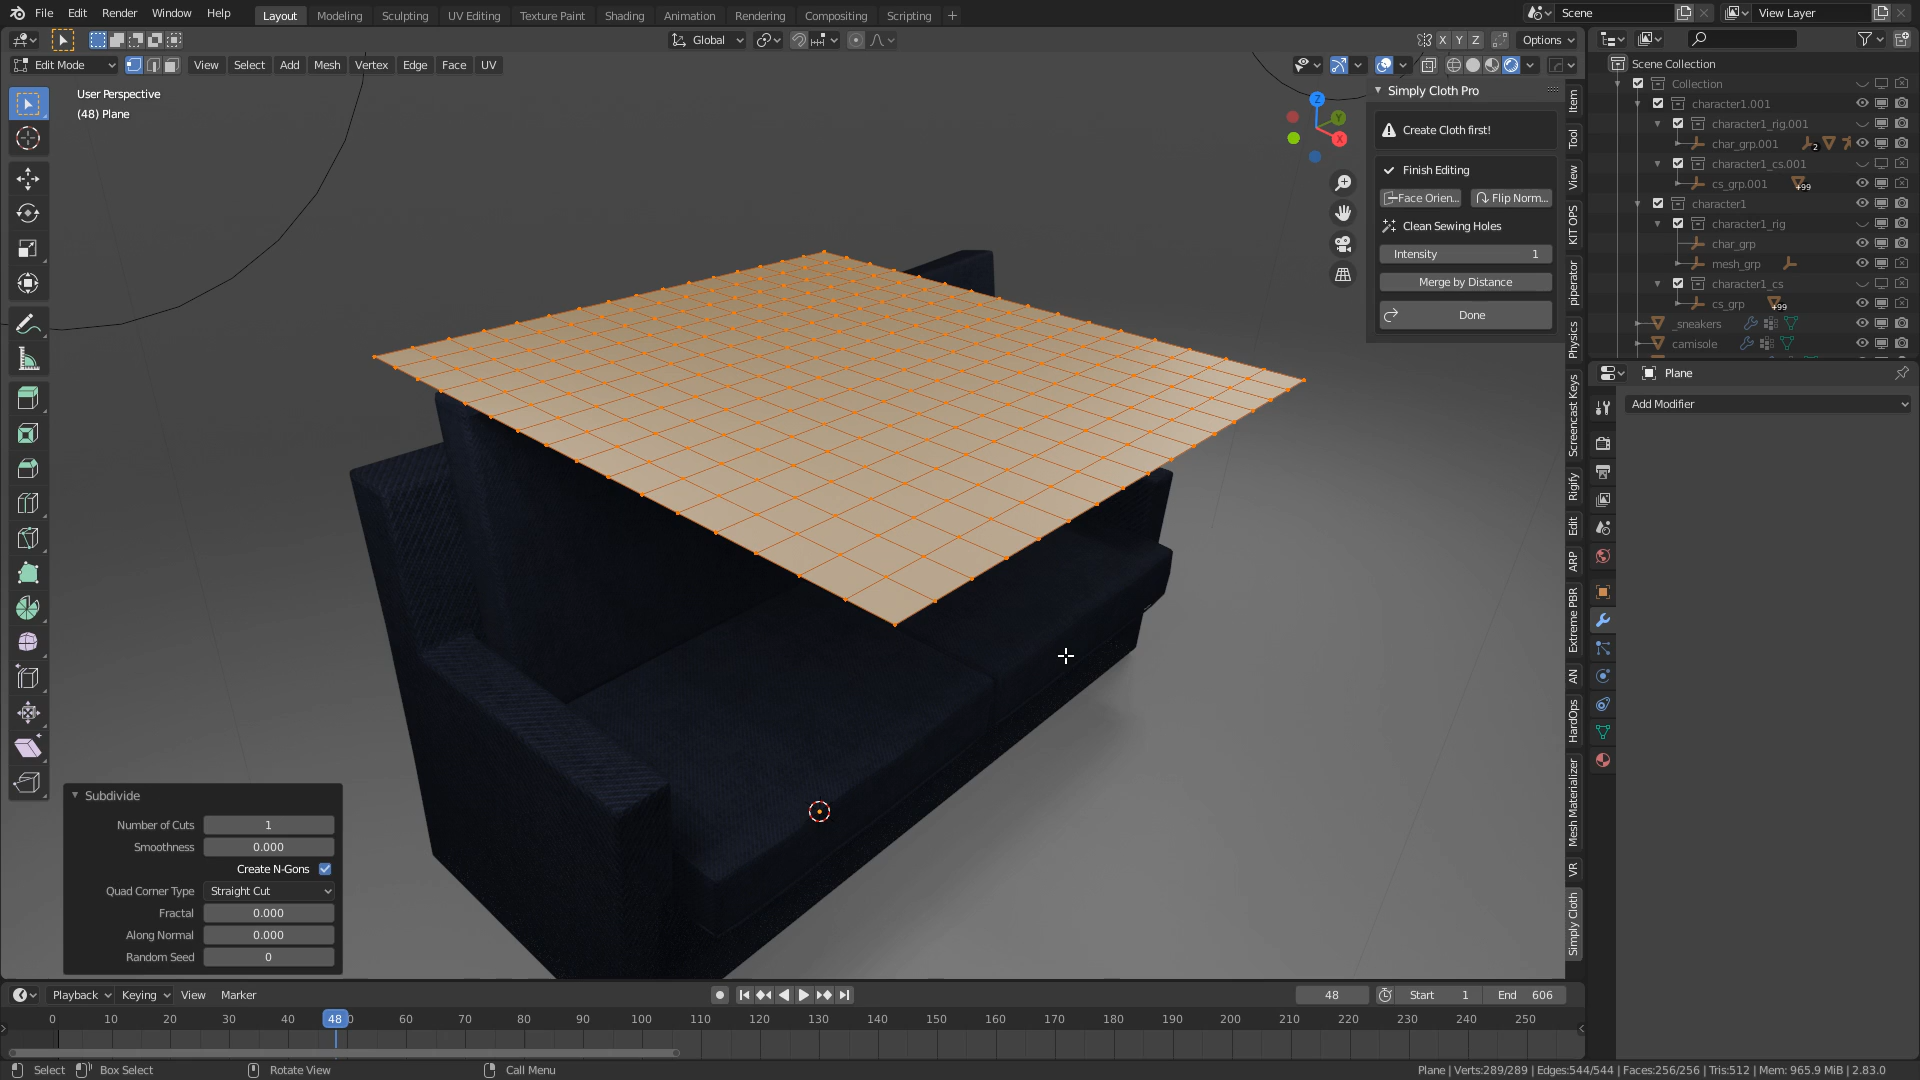 File Edit Render Window Help
Layout Modeling Sculpting UV Editing Texture Paint Shading Animation Rendering Compositing Scripting +
Scene
View Layer
Global
X Y Z
Options
Edit Mode
View Select Add Mesh Vertex Edge Face UV
User Perspective
(48) Plane
Z
Y
X
Simply Cloth Pro
Create Cloth first!
Finish Editing
Face Orien...
Flip Norm...
Clean Sewing Holes
Intensity 1
Merge by Distance
Done
Item
Tool
View
KIT OPS
piperator
Physics
Screencast Keys
Rigify
Edit
ARP
Extreme PBR
AN
HardOps
Mesh Materializer
VR
Simply Cloth
Scene Collection
Collection
character1.001
character1_rig.001
char_grp.001
2
character1_cs.001
cs_grp.001
+99
character1
character1_rig
char_grp
mesh_grp
character1_cs
cs_grp
+99
_sneakers
camisole
Plane
Add Modifier
Subdivide
Number of Cuts 1
Smoothness 0.000
Create N-Gons
Quad Corner Type Straight Cut
Fractal 0.000
Along Normal 0.000
Random Seed 0
Playback Keying View Marker
48
Start 1
End 606
0 10 20 30 40 48 0 60 70 80 90 100 110 120 130 140 150 160 170 180 190 200 210 220 230 240 250
Select Box Select Rotate View Call Menu
Plane | Verts:289/289 | Edges:544/544 | Faces:256/256 | Tris:512 | Mem: 965.9 MiB | 2.83.0